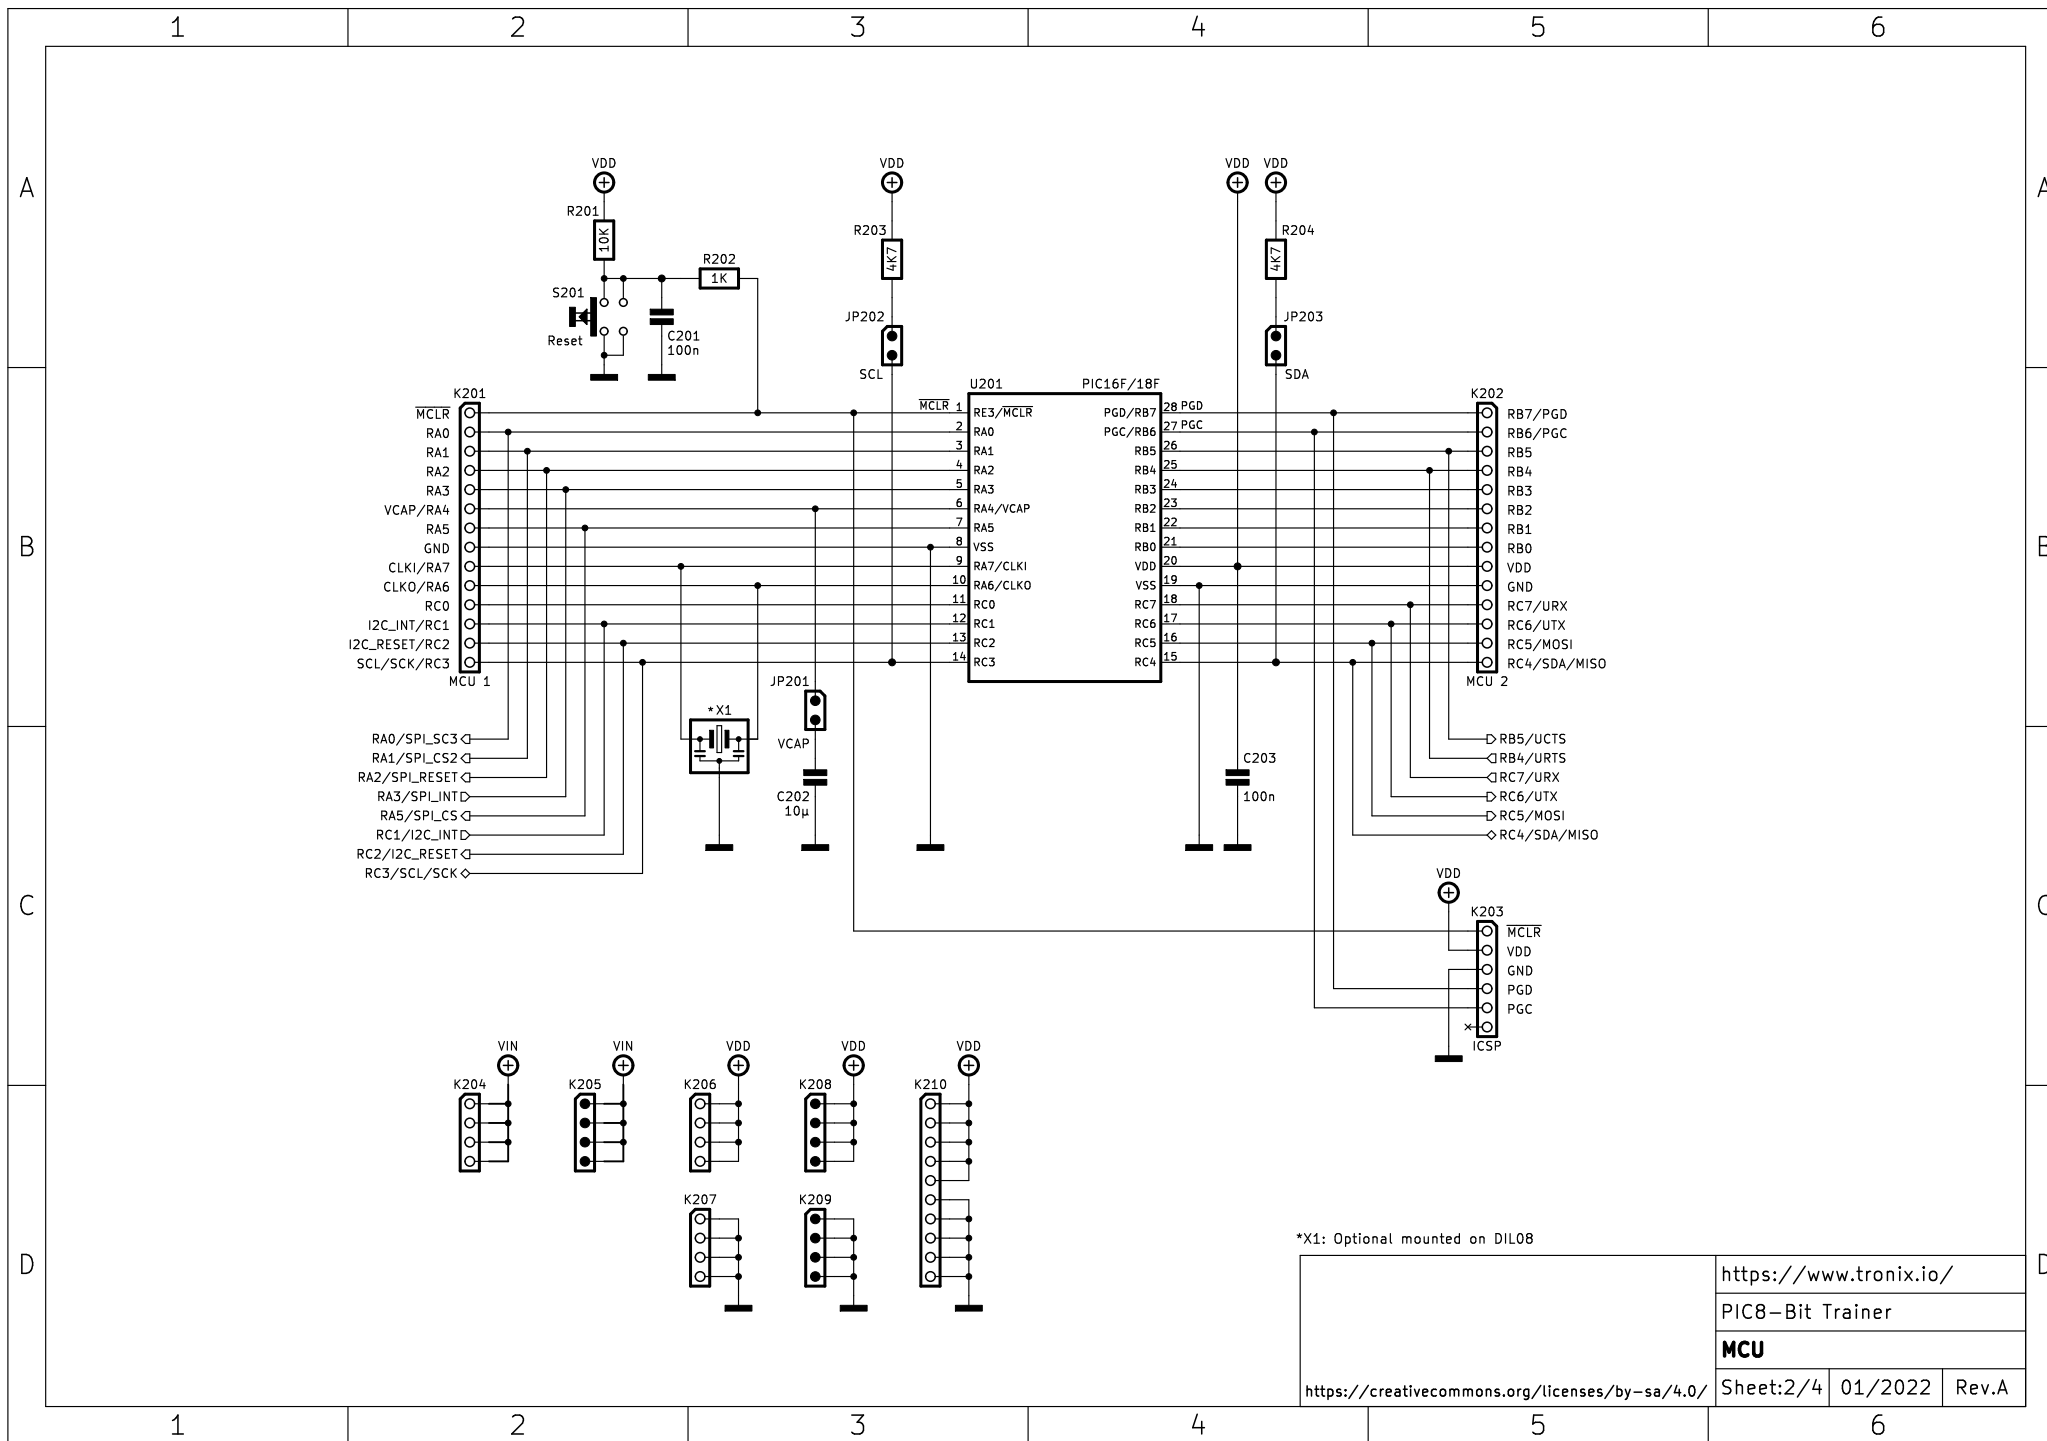 1 2 3 4 5 6
A
A
B
B
C
C
D
D
VDD
R201
10K
R202
1K
S201
Reset
C201
100n
VDD
R203
4K7
JP202
SCL
VDD
VDD
R204
4K7
JP203
SDA
K201
MCLR
RA0
RA1
RA2
RA3
VCAP/RA4
RA5
GND
CLKI/RA7
CLKO/RA6
RC0
I2C_INT/RC1
I2C_RESET/RC2
SCL/SCK/RC3
MCU 1
U201 PIC16F/18F
MCLR 1 RE3/MCLR PGD/RB7 28 PGD
2 RA0 PGC/RB6 27 PGC
3 RA1 RB5 26
4 RA2 RB4 25
5 RA3 RB3 24
6 RA4/VCAP RB2 23
7 RA5 RB1 22
8 VSS RB0 21
9 RA7/CLKI VDD 20
10 RA6/CLKO VSS 19
11 RC0 RC7 18
12 RC1 RC6 17
13 RC2 RC5 16
14 RC3 RC4 15
K202
RB7/PGD
RB6/PGC
RB5
RB4
RB3
RB2
RB1
RB0
VDD
GND
RC7/URX
RC6/UTX
RC5/MOSI
RC4/SDA/MISO
MCU 2
RA0/SPI_SC3
RA1/SPI_CS2
RA2/SPI_RESET
RA3/SPI_INT
RA5/SPI_CS
RC1/I2C_INT
RC2/I2C_RESET
RC3/SCL/SCK
*X1
JP201
VCAP
C202
10µ
C203
100n
RB5/UCTS
RB4/URTS
RC7/URX
RC6/UTX
RC5/MOSI
RC4/SDA/MISO
VDD
K203
MCLR
VDD
GND
PGD
PGC
ICSP
VIN
K204
VIN
K205
VDD
K206
VDD
K208
VDD
K210
K207
K209
*X1: Optional mounted on DIL08
https://www.tronix.io/
PIC8-Bit Trainer
MCU
https://creativecommons.org/licenses/by-sa/4.0/
Sheet:2/4 01/2022 Rev.A
1 2 3 4 5 6